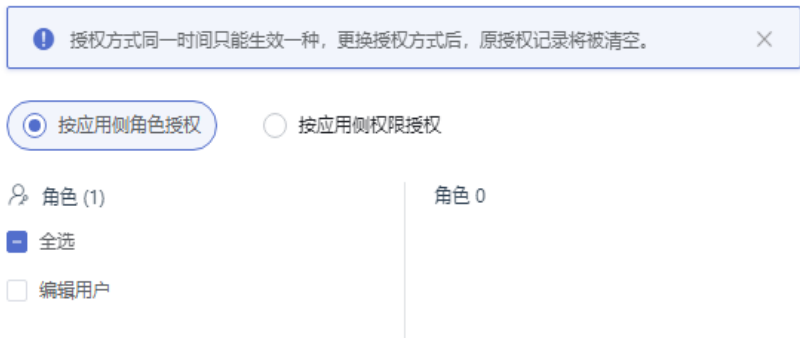 授权方式同一时间只能生效一种，更换授权方式后，原授权记录将被清空。
按应用侧角色授权
按应用侧权限授权
角色 (1)
角色 0
全选
编辑用户